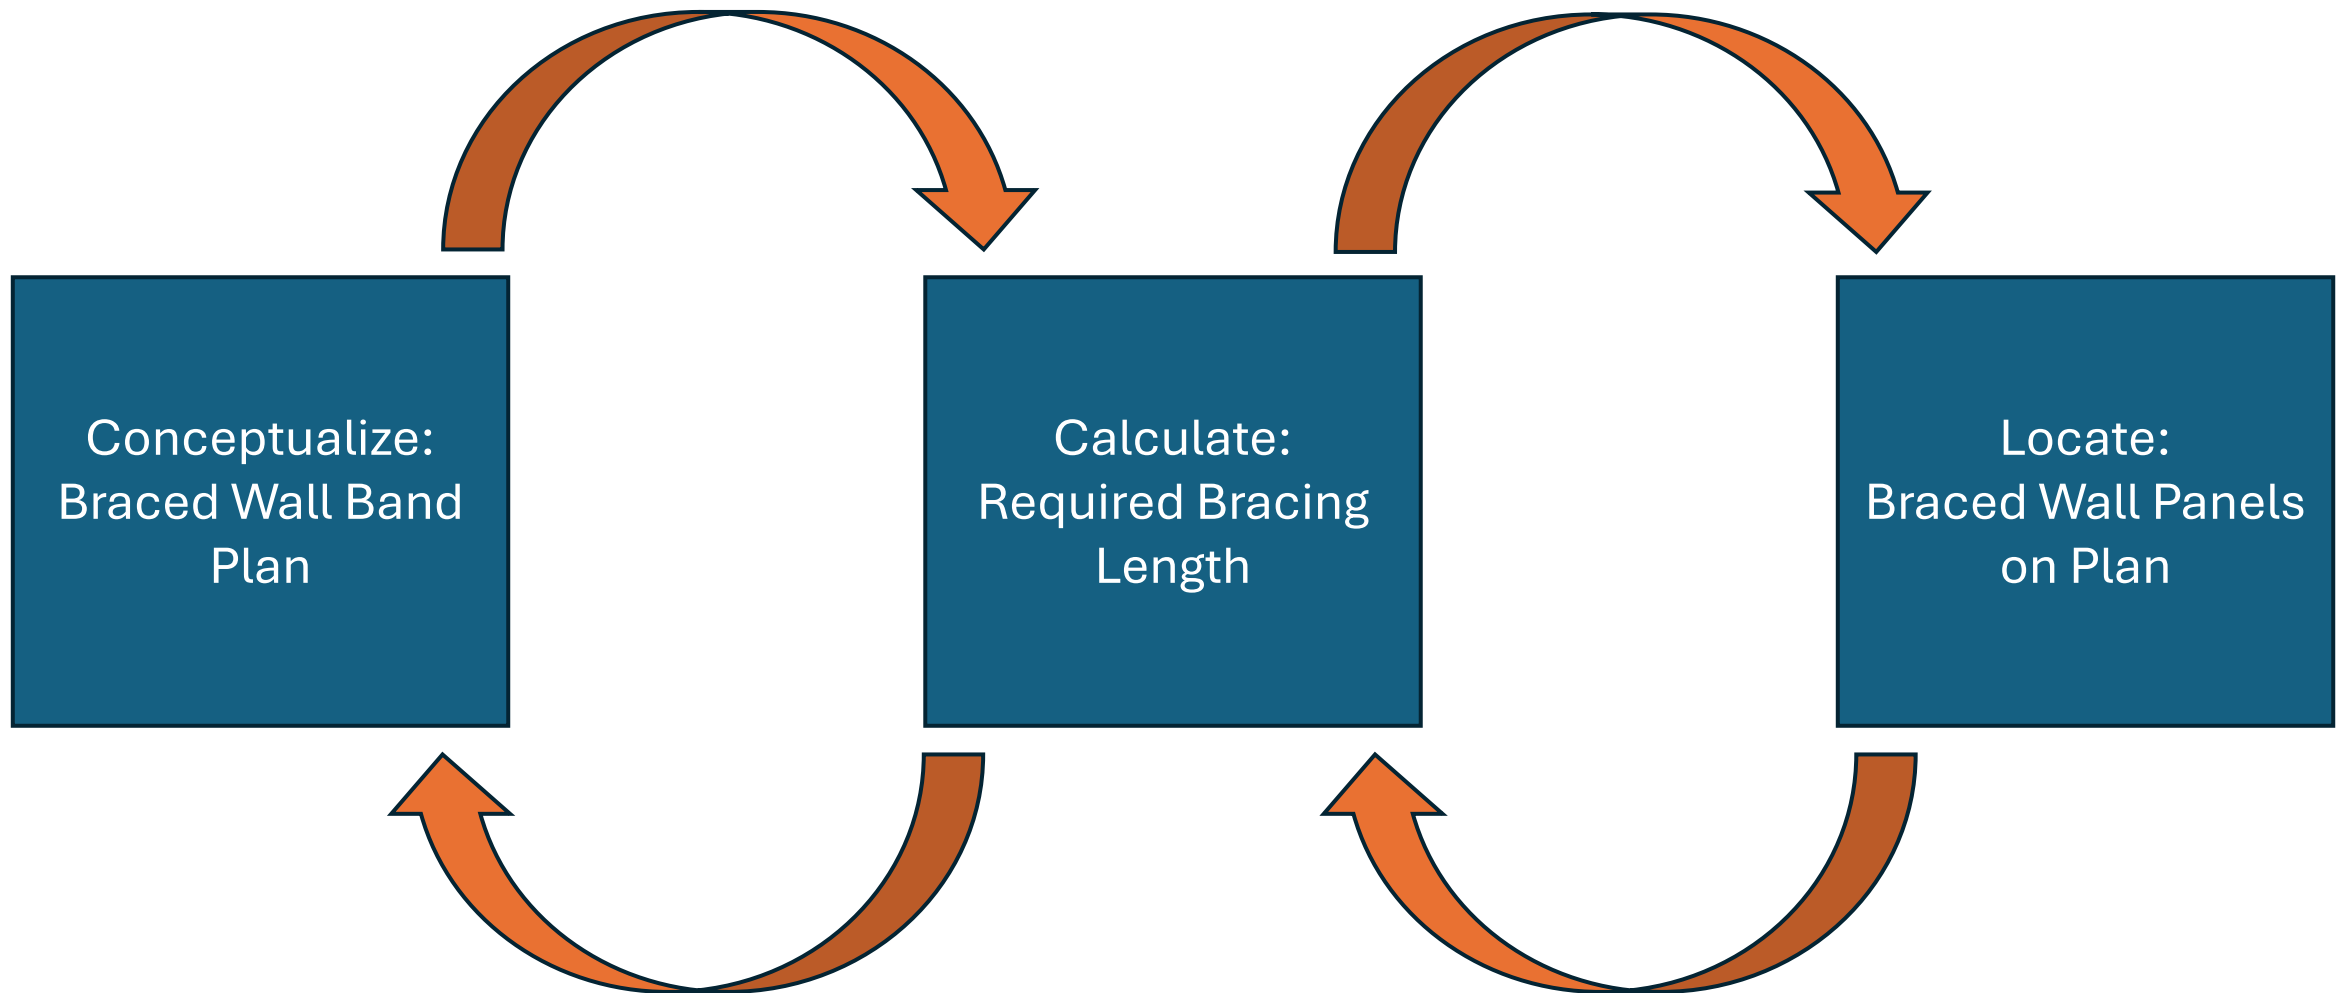 Conceptualize:
Braced Wall Band
Plan
Calculate:
Required Bracing
Length
Locate:
Braced Wall Panels
on Plan